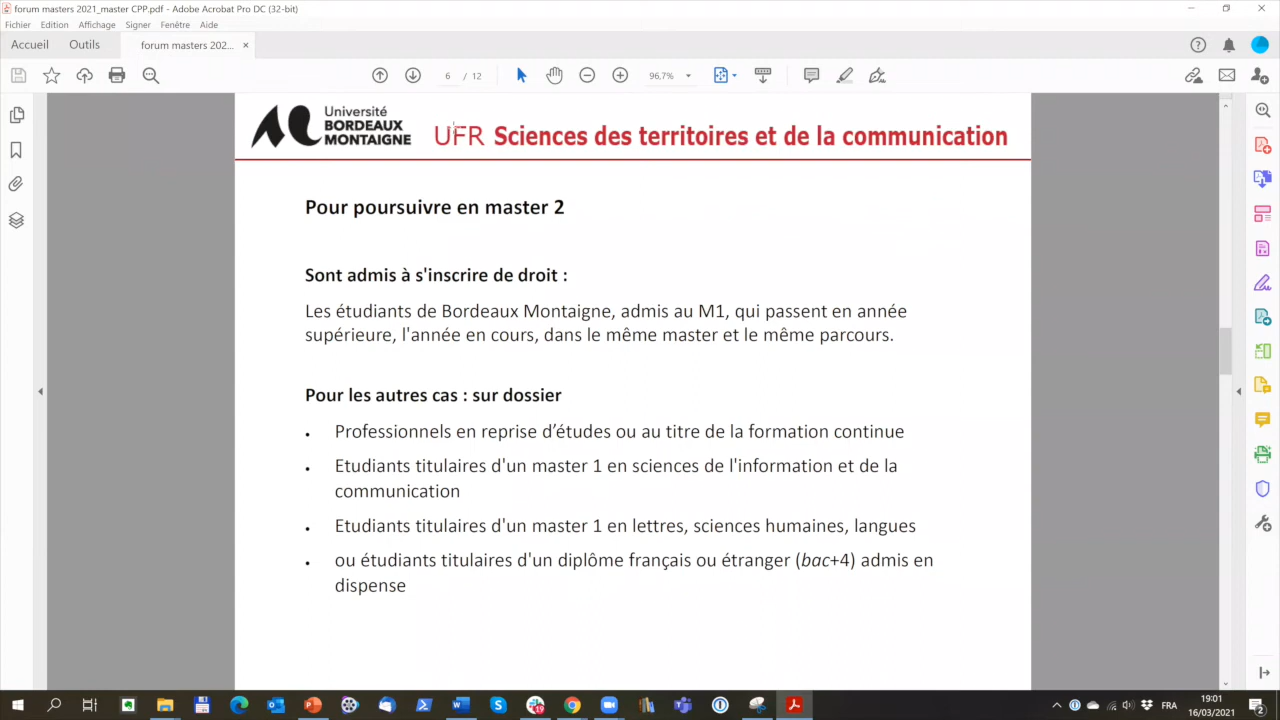 forum masters 2021_master CPP.pdf - Adobe Acrobat Pro DC (32-bit)
Fichier Edition Affichage Signer Fenêtre Aide
Accueil Outils forum masters 202... ×
6 / 12 96,7%
Université
BORDEAUX
MONTAIGNE
UFR Sciences des territoires et de la communication
Pour poursuivre en master 2
Sont admis à s'inscrire de droit :
Les étudiants de Bordeaux Montaigne, admis au M1, qui passent en année
supérieure, l'année en cours, dans le même master et le même parcours.
Pour les autres cas : sur dossier
• Professionnels en reprise d’études ou au titre de la formation continue
• Etudiants titulaires d'un master 1 en sciences de l'information et de la
communication
• Etudiants titulaires d'un master 1 en lettres, sciences humaines, langues
• ou étudiants titulaires d'un diplôme français ou étranger (bac+4) admis en
dispense
19:01
FRA
16/03/2021